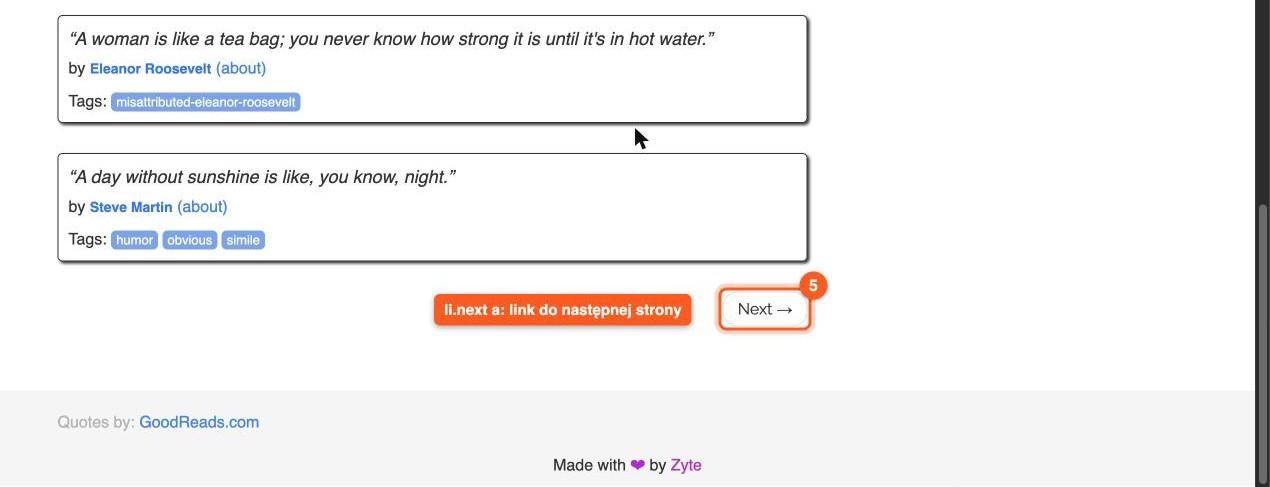 “A woman is like a tea bag; you never know how strong it is until it's in hot water.”
by Eleanor Roosevelt (about)
Tags: misattributed-eleanor-roosevelt
“A day without sunshine is like, you know, night.”
by Steve Martin (about)
Tags: humor obvious simile
5
li.next a: link do następnej strony
Next →
Quotes by: GoodReads.com
Made with ❤ by Zyte